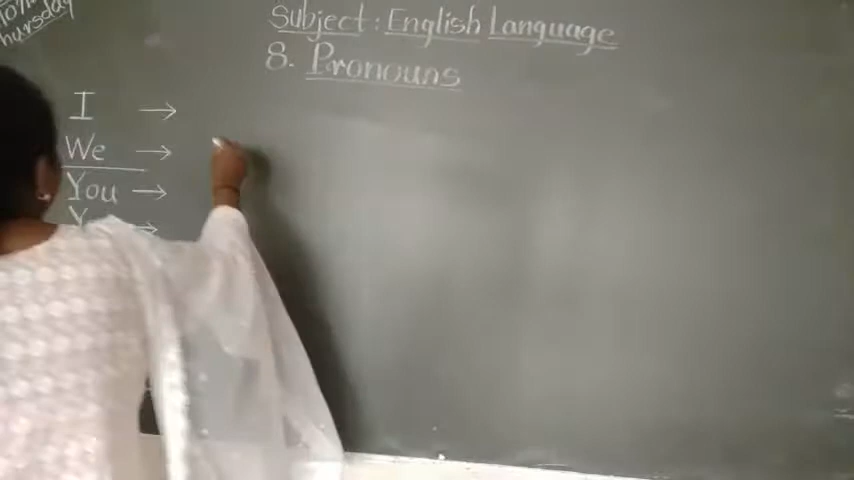 Subject : English Language
8. Pronouns
I →
We →
You →
→